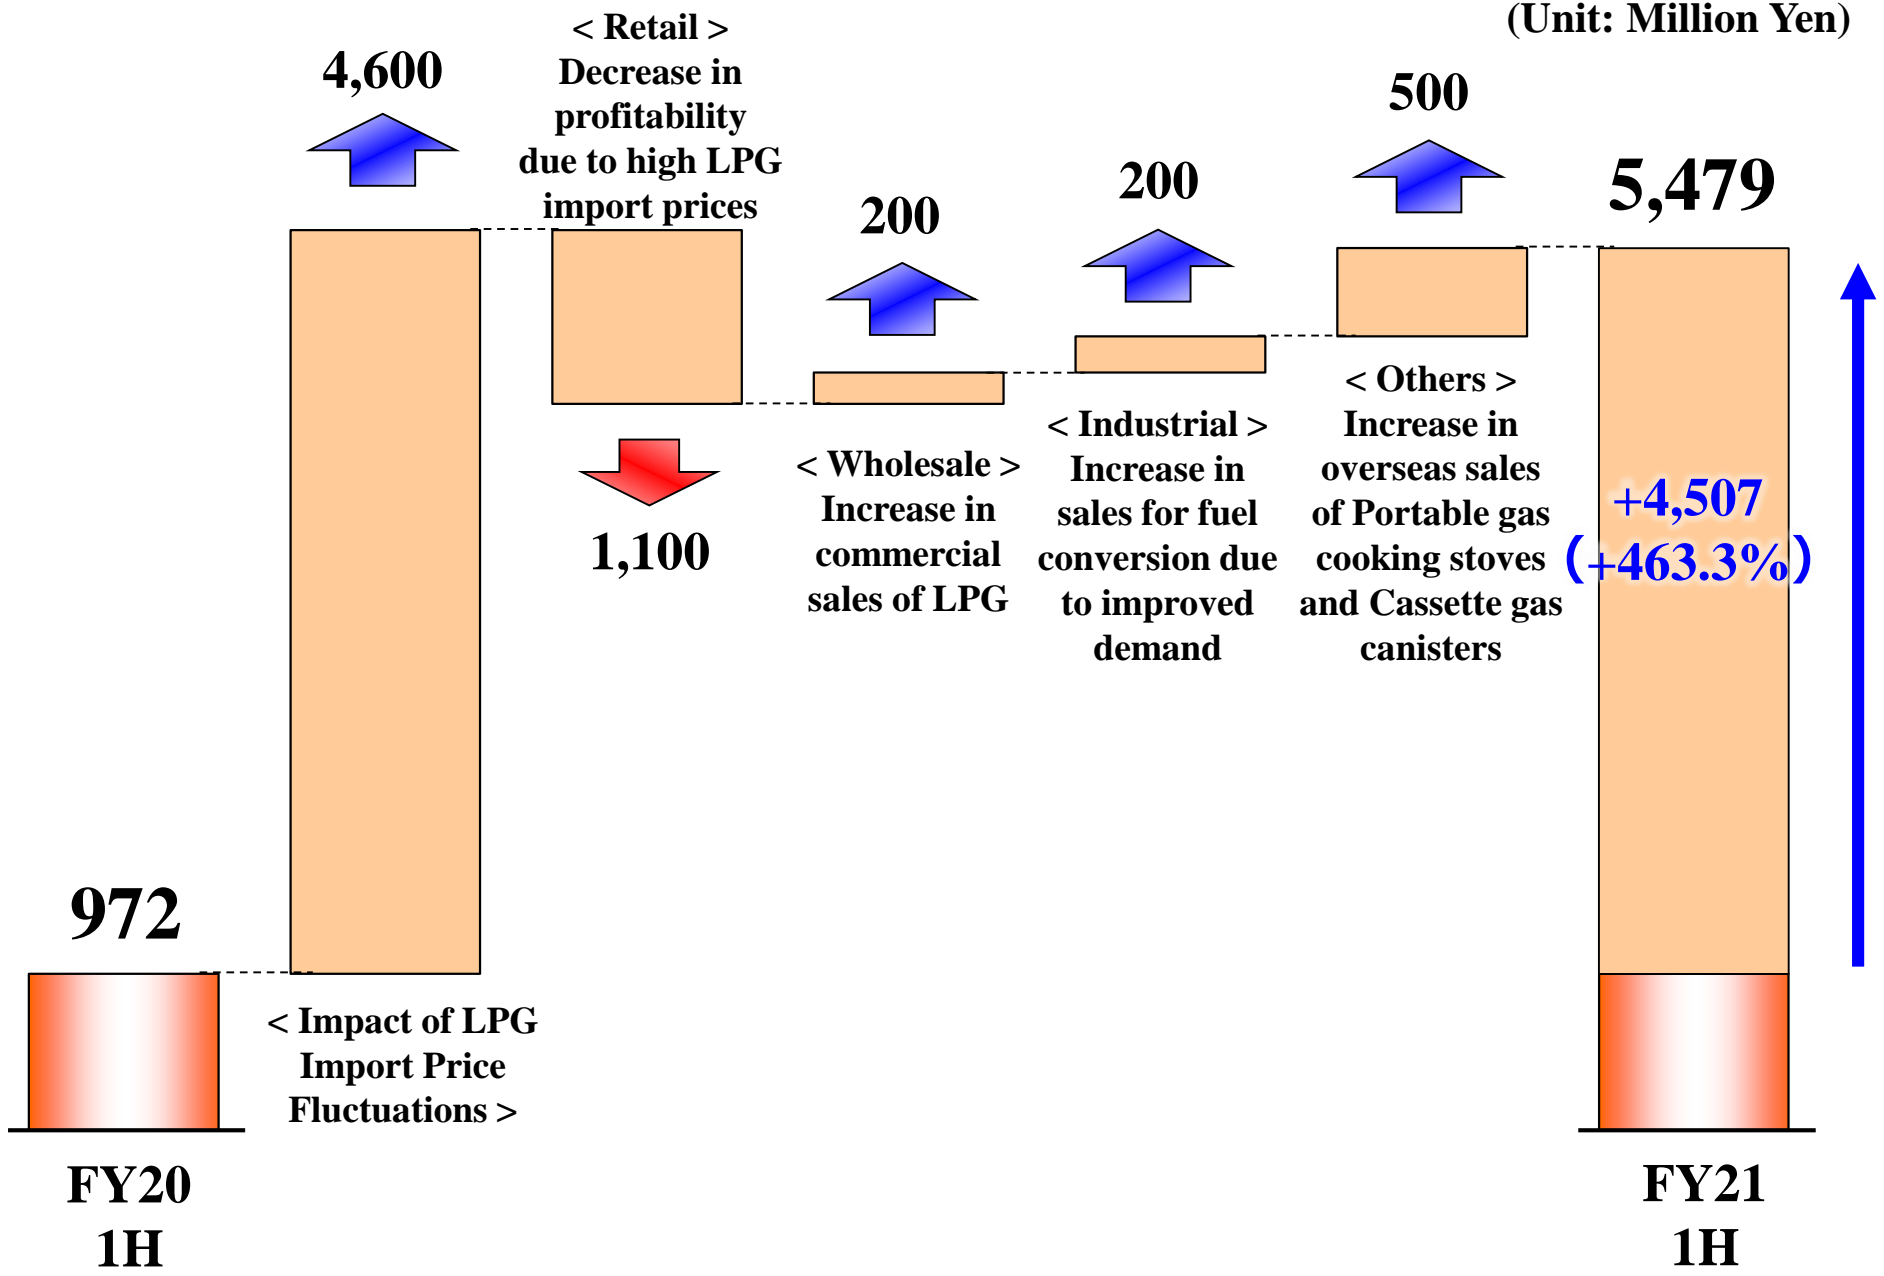 (Unit: Million Yen)
4,600
< Retail >
Decrease in
profitability
due to high LPG
import prices
1,100
200
< Wholesale >
Increase in
commercial
sales of LPG
200
< Industrial >
Increase in
sales for fuel
conversion due
to improved
demand
500
< Others >
Increase in
overseas sales
of Portable gas
cooking stoves
and Cassette gas
canisters
5,479
+4,507
(+463.3%)
972
< Impact of LPG
Import Price
Fluctuations >
FY20
1H
FY21
1H